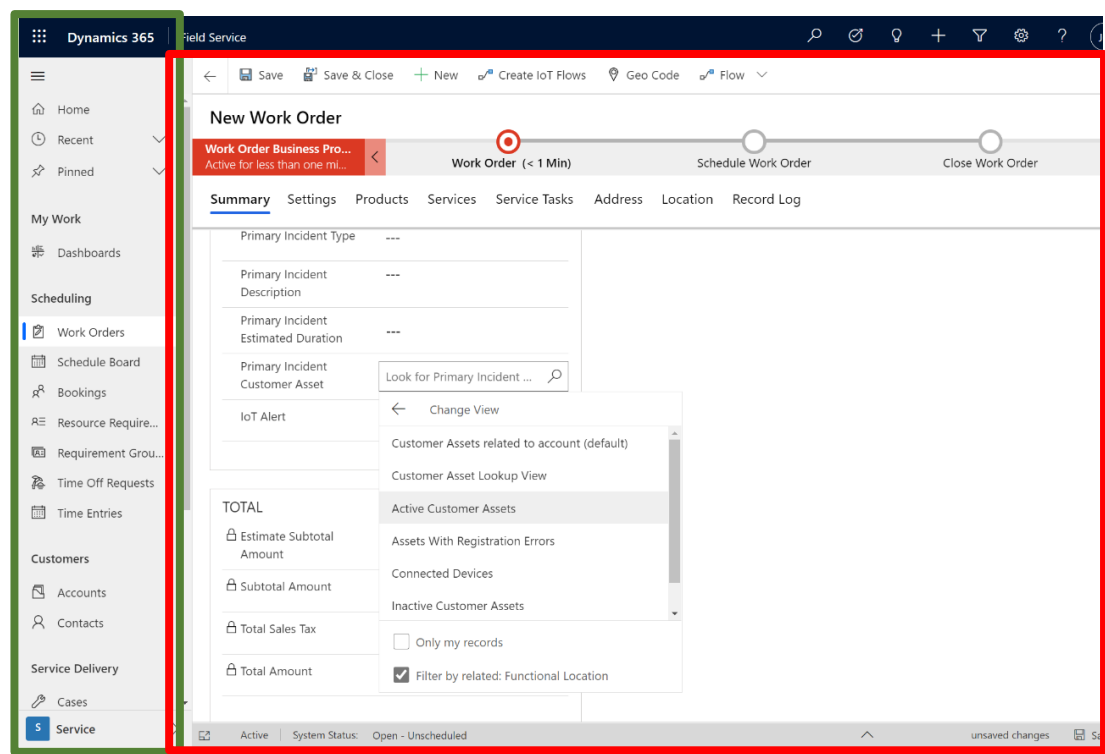 Dynamics 365
Field Service
Home
Recent
Pinned
My Work
Dashboards
Scheduling
Work Orders
Schedule Board
Bookings
Resource Require...
Requirement Grou...
Time Off Requests
Time Entries
Customers
Accounts
Contacts
Service Delivery
Cases
S Service
Save
Save & Close
New
Create IoT Flows
Geo Code
Flow
New Work Order
Work Order Business Pro...
Active for less than one mi...
Work Order (< 1 Min)
Schedule Work Order
Close Work Order
Summary Settings Products Services Service Tasks Address Location Record Log
Primary Incident Type
---
Primary Incident
Description
---
Primary Incident
Estimated Duration
---
Primary Incident
Customer Asset
Look for Primary Incident ...
IoT Alert
Change View
Customer Assets related to account (default)
Customer Asset Lookup View
Active Customer Assets
Assets With Registration Errors
Connected Devices
Inactive Customer Assets
Only my records
Filter by related: Functional Location
TOTAL
Estimate Subtotal
Amount
Subtotal Amount
Total Sales Tax
Total Amount
Active
System Status: Open - Unscheduled
unsaved changes